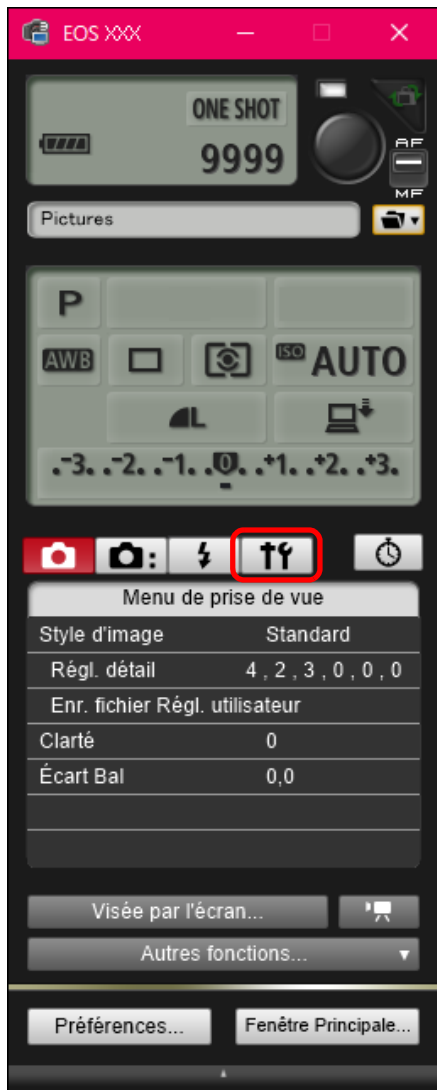 EOS XXX
ONE SHOT
9999
AF
MF
Pictures
P
AWB
ISO AUTO
L
.-3. .-2. .-1. .0. .+1. .+2. .+3.
Menu de prise de vue
Style d'image Standard
Régl. détail 4 , 2 , 3 , 0 , 0 , 0
Enr. fichier Régl. utilisateur
Clarté 0
Écart Bal 0,0
Visée par l'écran...
Autres fonctions...
Préférences... Fenêtre Principale...